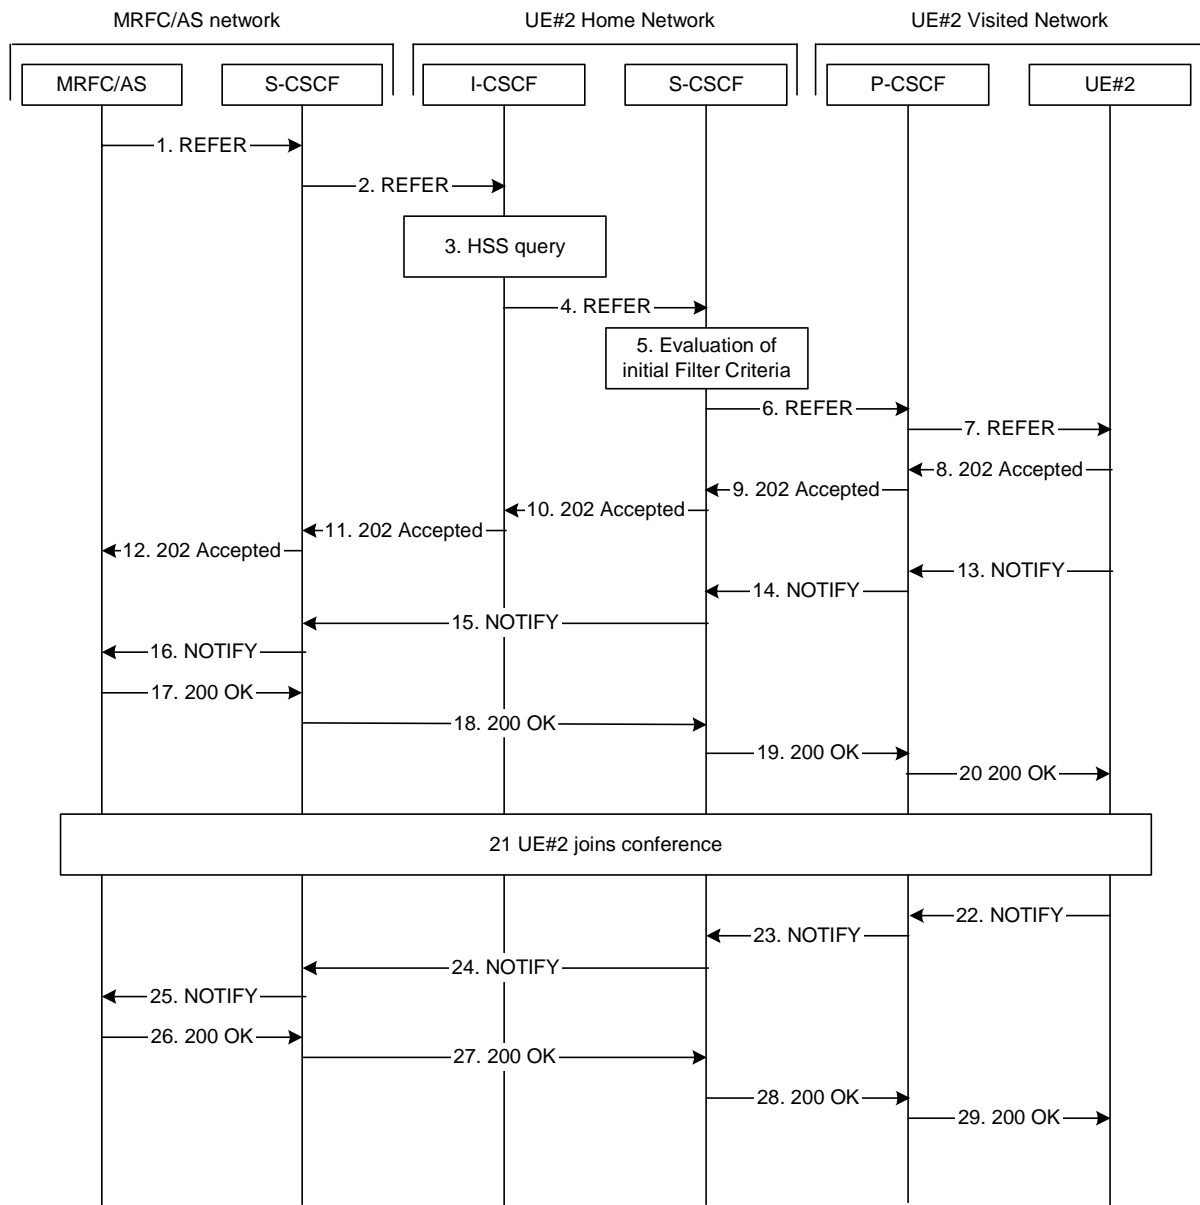 MRFC/AS network
UE#2 Home Network
UE#2 Visited Network
MRFC/AS
S-CSCF
I-CSCF
S-CSCF
P-CSCF
UE#2
1. REFER
2. REFER
3. HSS query
4. REFER
5. Evaluation of
initial Filter Criteria
6. REFER
7. REFER
8. 202 Accepted
9. 202 Accepted
10. 202 Accepted
11. 202 Accepted
12. 202 Accepted
13. NOTIFY
14. NOTIFY
15. NOTIFY
16. NOTIFY
17. 200 OK
18. 200 OK
19. 200 OK
20 200 OK
21 UE#2 joins conference
22. NOTIFY
23. NOTIFY
24. NOTIFY
25. NOTIFY
26. 200 OK
27. 200 OK
28. 200 OK
29. 200 OK